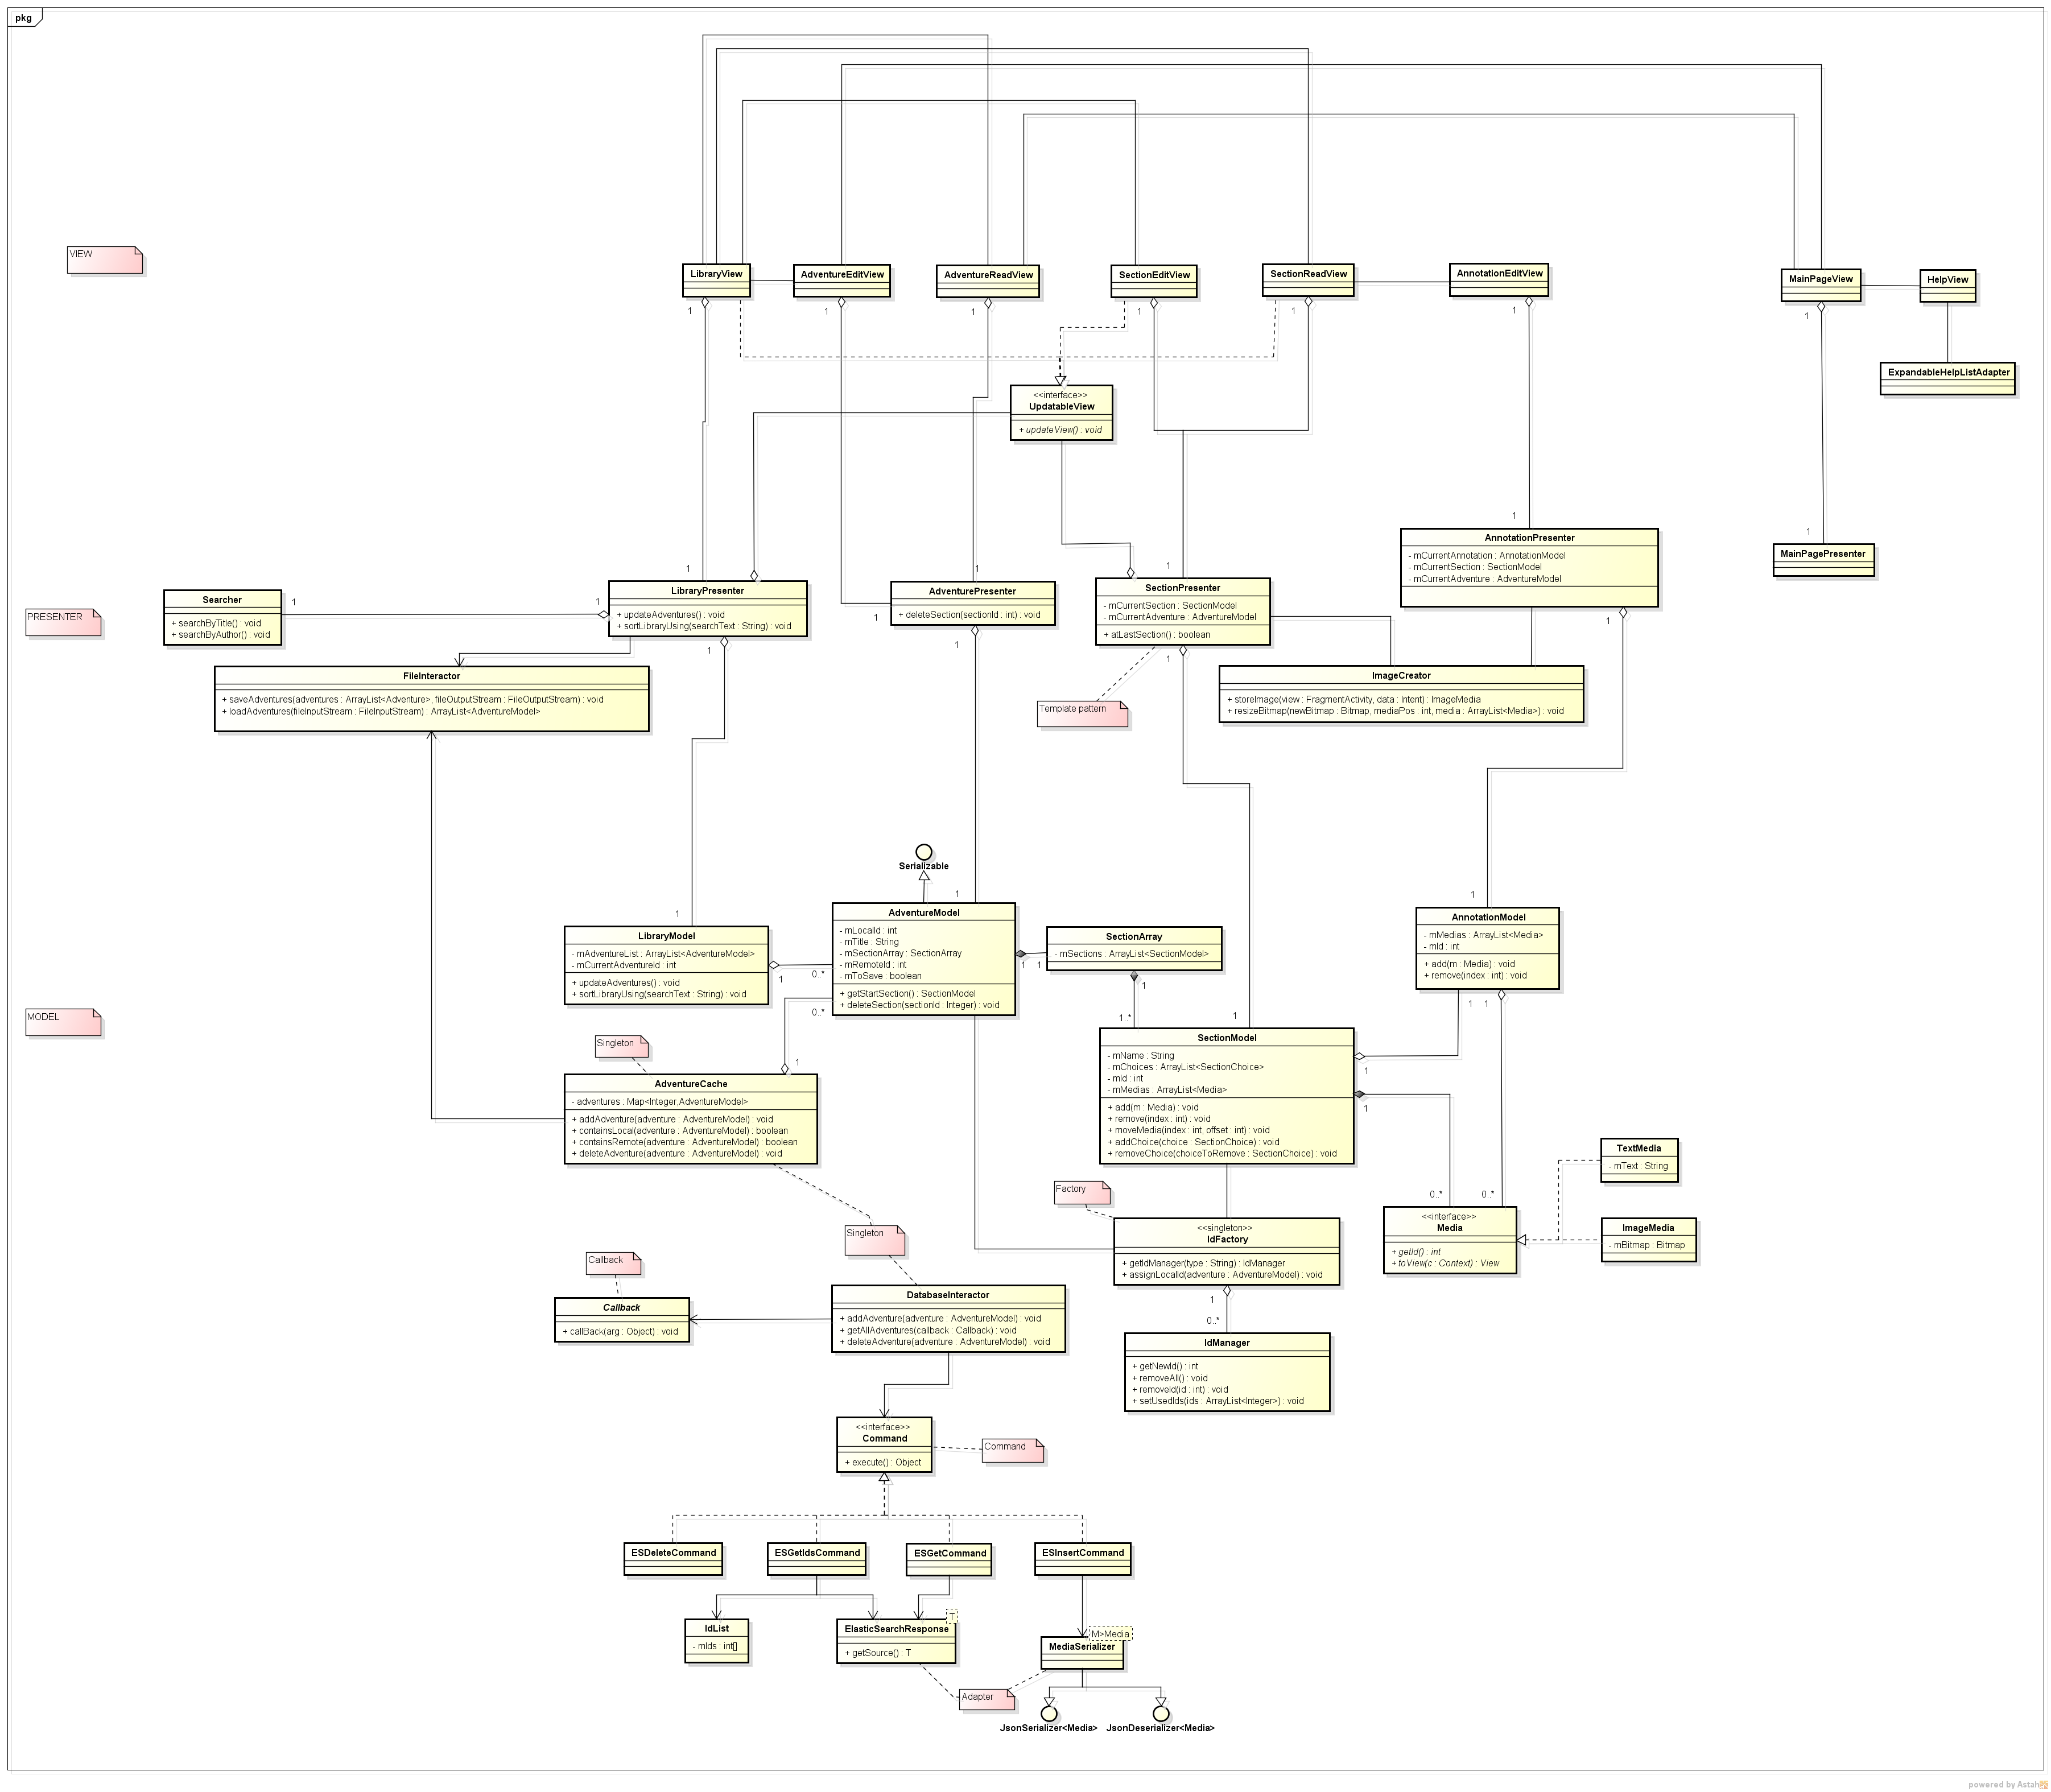 pkg
VIEW
LibraryView
AdventureEditView
AdventureReadView
SectionEditView
SectionReadView
AnnotationEditView
MainPageView
HelpView
1
1
1
1
1
1
1
ExpandableHelpListAdapter
<<interface>>
UpdatableView
+ updateView() : void
1
1
1
1
1
PRESENTER
Searcher
+ searchByTitle() : void
+ searchByAuthor() : void
1
1
LibraryPresenter
+ updateAdventures() : void
+ sortLibraryUsing(searchText : String) : void
1
1
AdventurePresenter
+ deleteSection(sectionId : int) : void
1
SectionPresenter
- mCurrentSection : SectionModel
- mCurrentAdventure : AdventureModel
+ atLastSection() : boolean
1
AnnotationPresenter
- mCurrentAnnotation : AnnotationModel
- mCurrentSection : SectionModel
- mCurrentAdventure : AdventureModel
1
MainPagePresenter
FileInteractor
+ saveAdventures(adventures : ArrayList<Adventure>, fileOutputStream : FileOutputStream) : void
+ loadAdventures(fileInputStream : FileInputStream) : ArrayList<AdventureModel>
Template pattern
ImageCreator
+ storeImage(view : FragmentActivity, data : Intent) : ImageMedia
+ resizeBitmap(newBitmap : Bitmap, mediaPos : int, media : ArrayList<Media>) : void
Serializable
1
1
1
MODEL
LibraryModel
- mAdventureList : ArrayList<AdventureModel>
- mCurrentAdventureId : int
+ updateAdventures() : void
+ sortLibraryUsing(searchText : String) : void
1
0..*
AdventureModel
- mLocalId : int
- mTitle : String
- mSectionArray : SectionArray
- mRemoteId : int
- mToSave : boolean
+ getStartSection() : SectionModel
+ deleteSection(sectionId : Integer) : void
1
1
0..*
SectionArray
- mSections : ArrayList<SectionModel>
1
1..*
1
AnnotationModel
- mMedias : ArrayList<Media>
- mId : int
+ add(m : Media) : void
+ remove(index : int) : void
1
1
SectionModel
- mName : String
- mChoices : ArrayList<SectionChoice>
- mId : int
- mMedias : ArrayList<Media>
+ add(m : Media) : void
+ remove(index : int) : void
+ moveMedia(index : int, offset : int) : void
+ addChoice(choice : SectionChoice) : void
+ removeChoice(choiceToRemove : SectionChoice) : void
1
1
Singleton
1
AdventureCache
- adventures : Map<Integer,AdventureModel>
+ addAdventure(adventure : AdventureModel) : void
+ containsLocal(adventure : AdventureModel) : boolean
+ containsRemote(adventure : AdventureModel) : boolean
+ deleteAdventure(adventure : AdventureModel) : void
TextMedia
- mText : String
0..*
0..*
<<interface>>
Media
+ getId() : int
+ toView(c : Context) : View
ImageMedia
- mBitmap : Bitmap
Factory
<<singleton>>
IdFactory
+ getIdManager(type : String) : IdManager
+ assignLocalId(adventure : AdventureModel) : void
1
0..*
Singleton
Callback
Callback
+ callBack(arg : Object) : void
DatabaseInteractor
+ addAdventure(adventure : AdventureModel) : void
+ getAllAdventures(callback : Callback) : void
+ deleteAdventure(adventure : AdventureModel) : void
IdManager
+ getNewId() : int
+ removeAll() : void
+ removeId(id : int) : void
+ setUsedIds(ids : ArrayList<Integer>) : void
<<interface>>
Command
+ execute() : Object
Command
ESDeleteCommand
ESGetIdsCommand
ESGetCommand
ESInsertCommand
IdList
- mIds : int[]
T
ElasticSearchResponse
+ getSource() : T
M>Media
MediaSerializer
Adapter
JsonSerializer<Media>
JsonDeserializer<Media>
powered by Astah